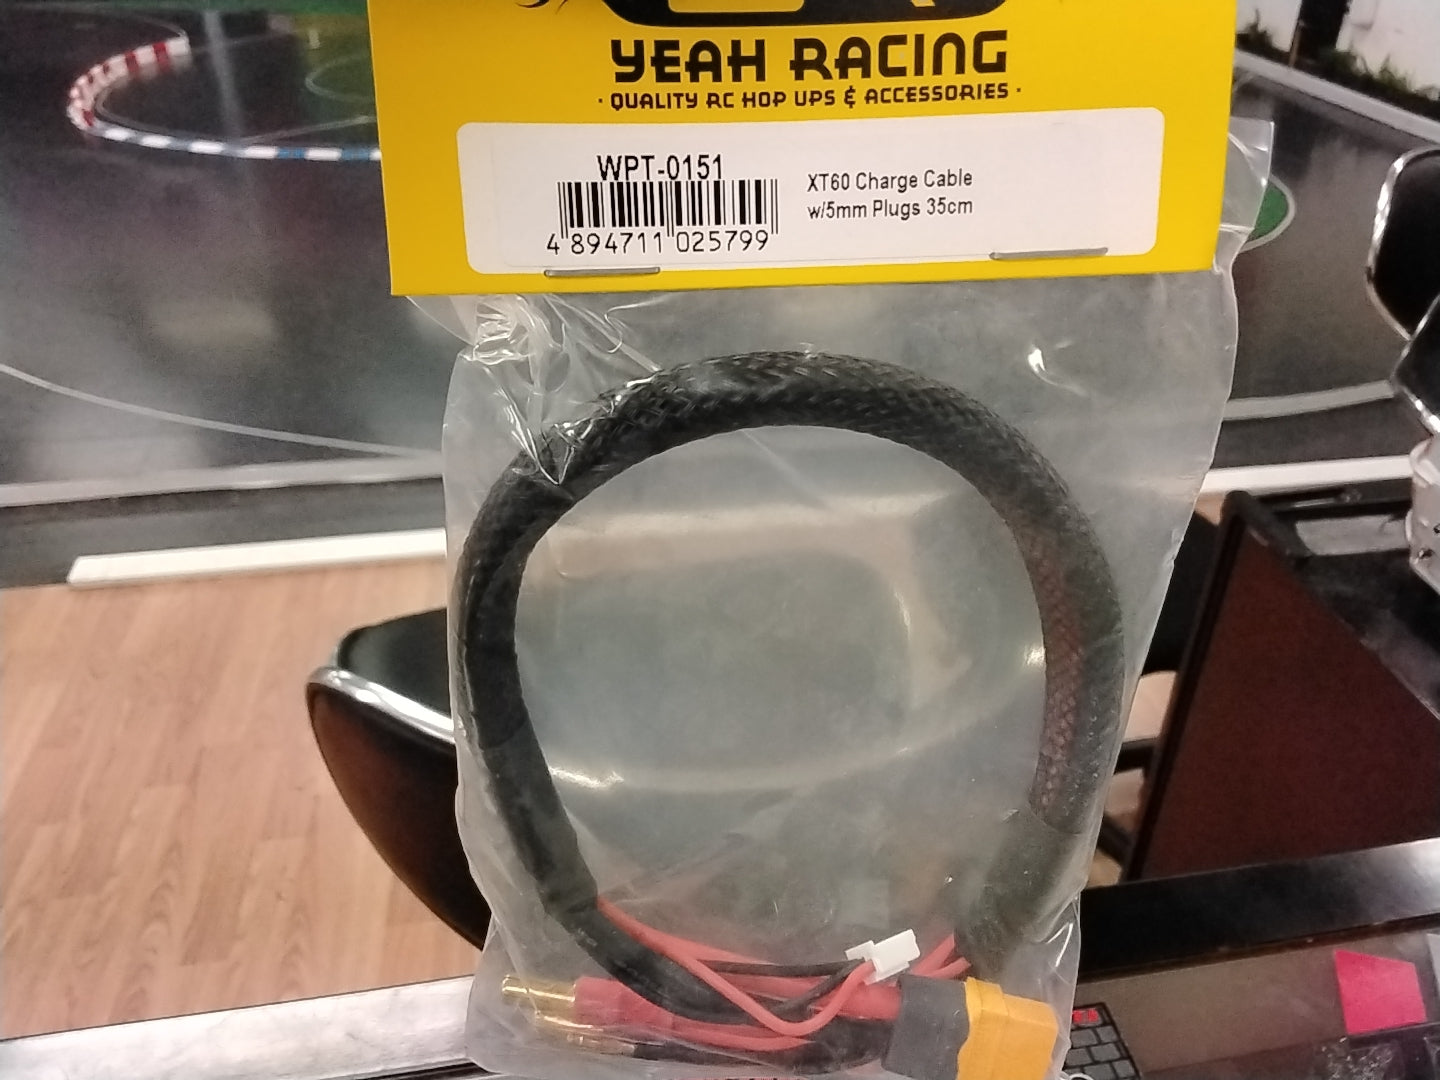 YEAH RACING
· QUALITY RC HOP UPS & ACCESSORIES ·
WPT-0151
XT60 Charge Cable
w/5mm Plugs 35cm
4 894711 025799